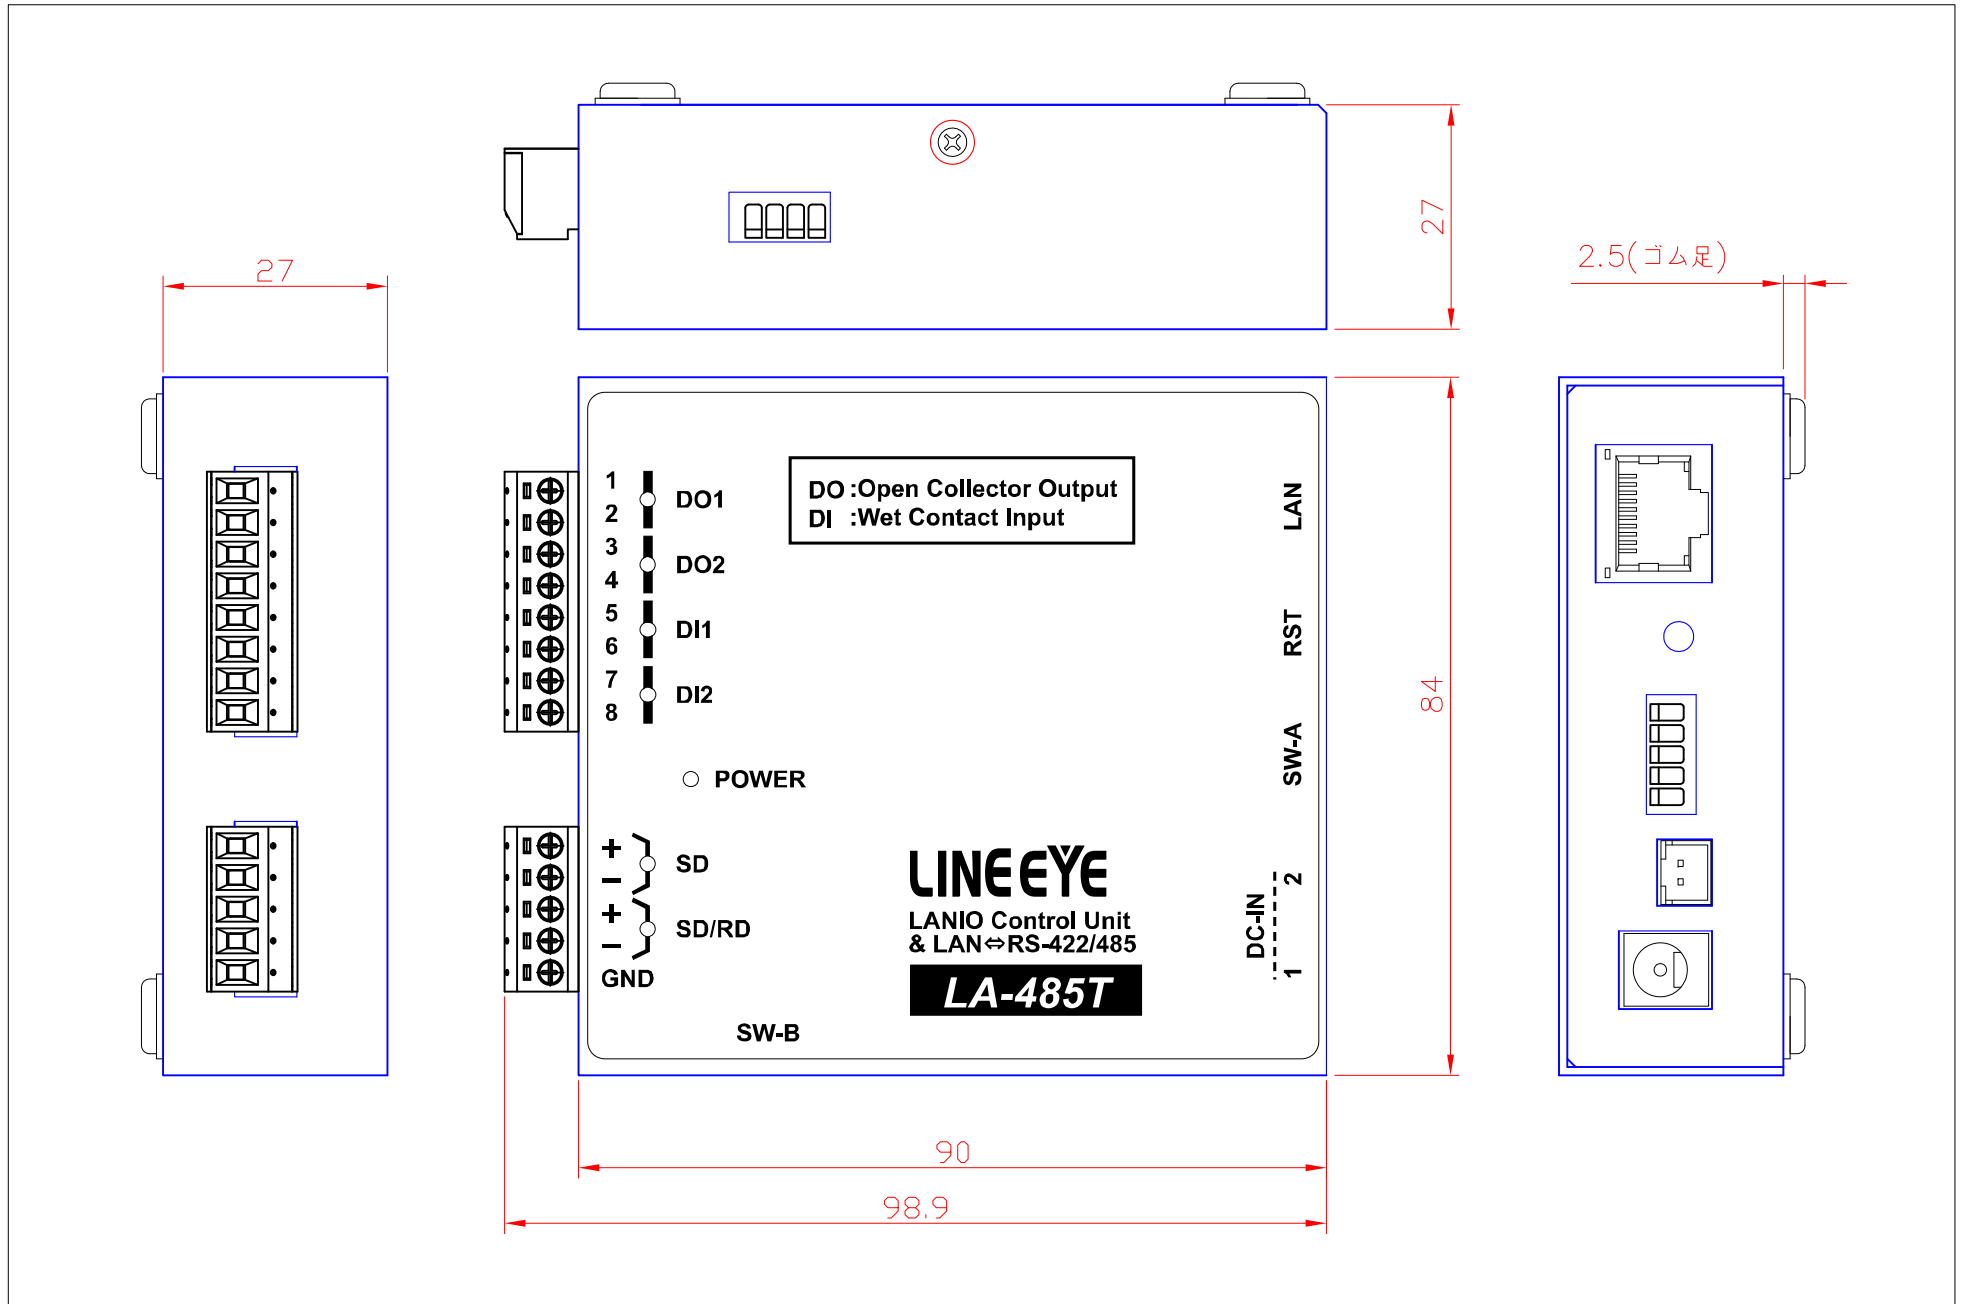 27
27
2.5(ゴム足)
1
2
3
4
5
6
7
8
DO1
DO2
DI1
DI2
DO :Open Collector Output
DI :Wet Contact Input
LAN
RST
SW-A
84
POWER
+
−
+
−
GND
SD
SD/RD
LINEEYE
LANIO Control Unit
& LAN⇔RS-422/485
LA-485T
DC-IN
2
1
SW-B
90
98.9